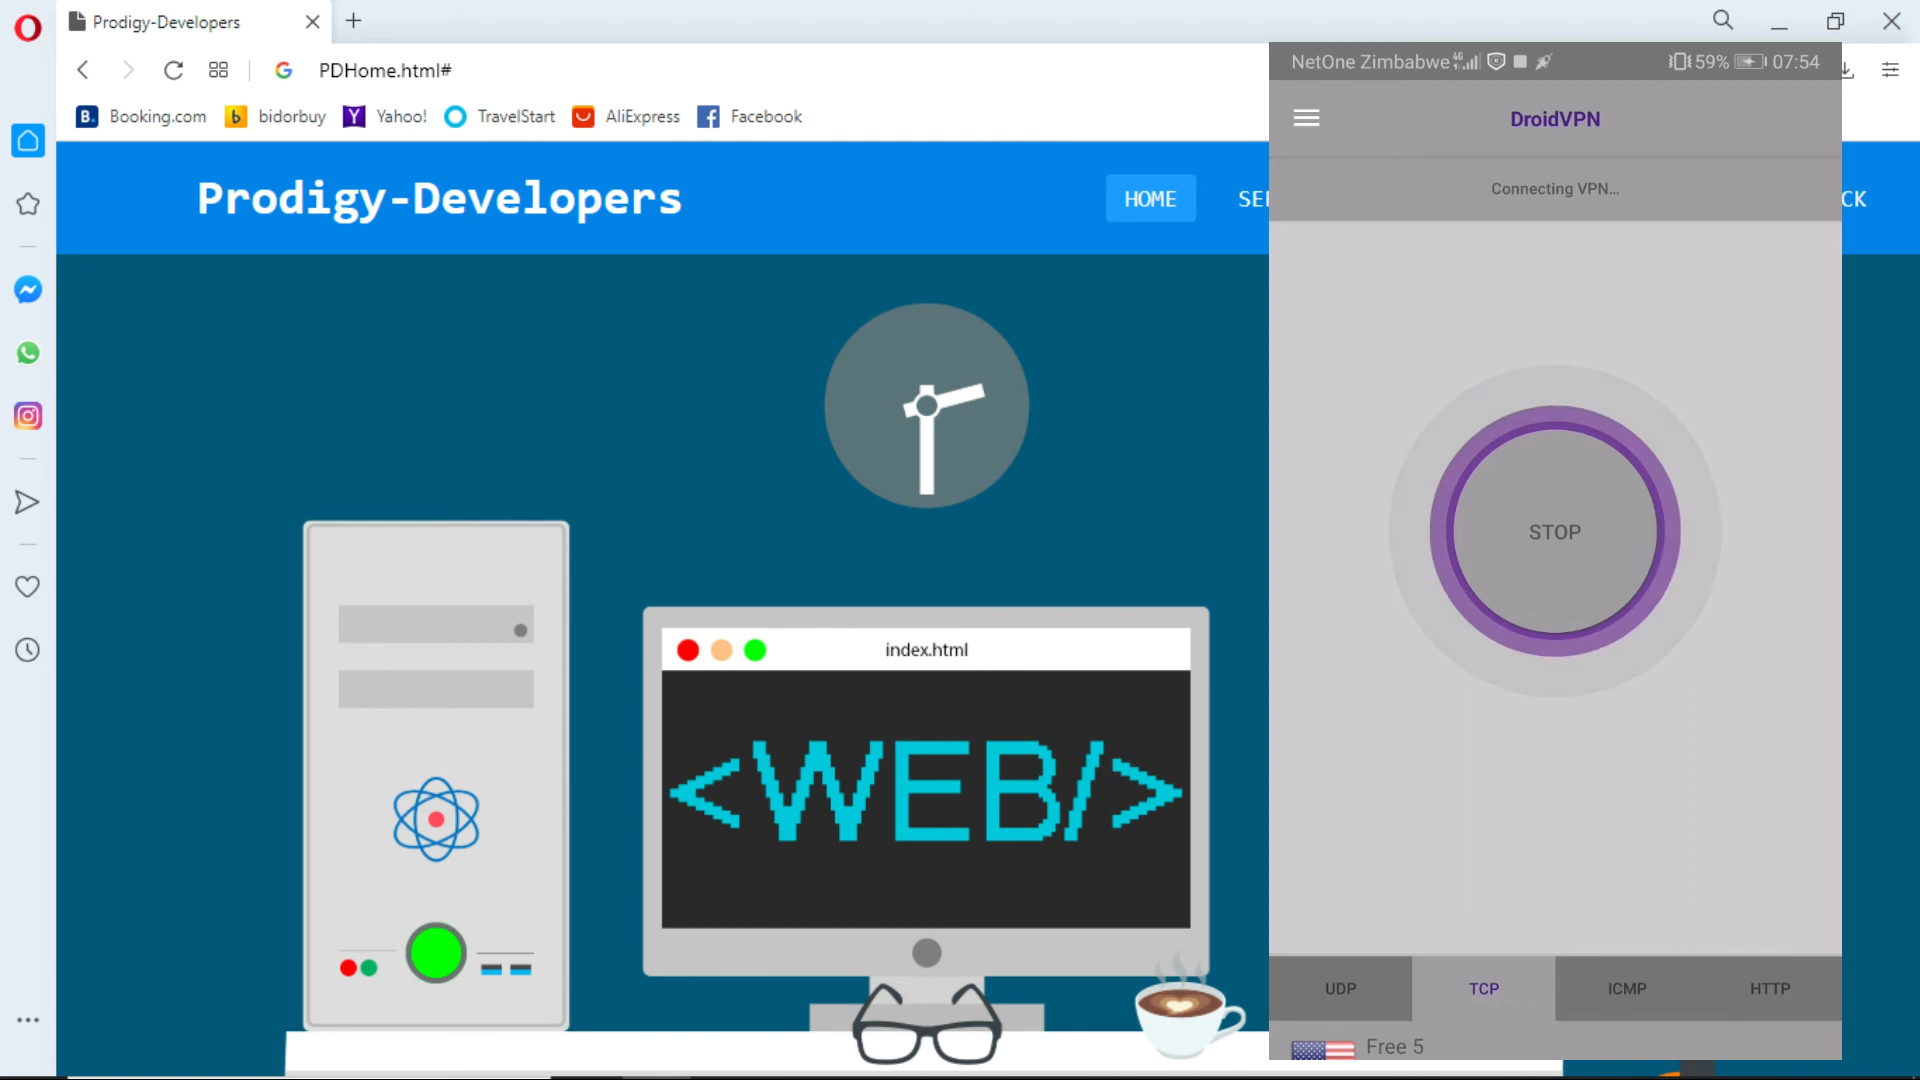 Prodigy-Developers
PDHome.html#
B. Booking.com b bidorbuy Y Yahoo! TravelStart AliExpress f Facebook
Prodigy-Developers
HOME
SE
CK
index.html
<WEB/>
NetOne Zimbabwe 4G 59% 07:54
DroidVPN
Connecting VPN...
STOP
UDP TCP ICMP HTTP
Free 5